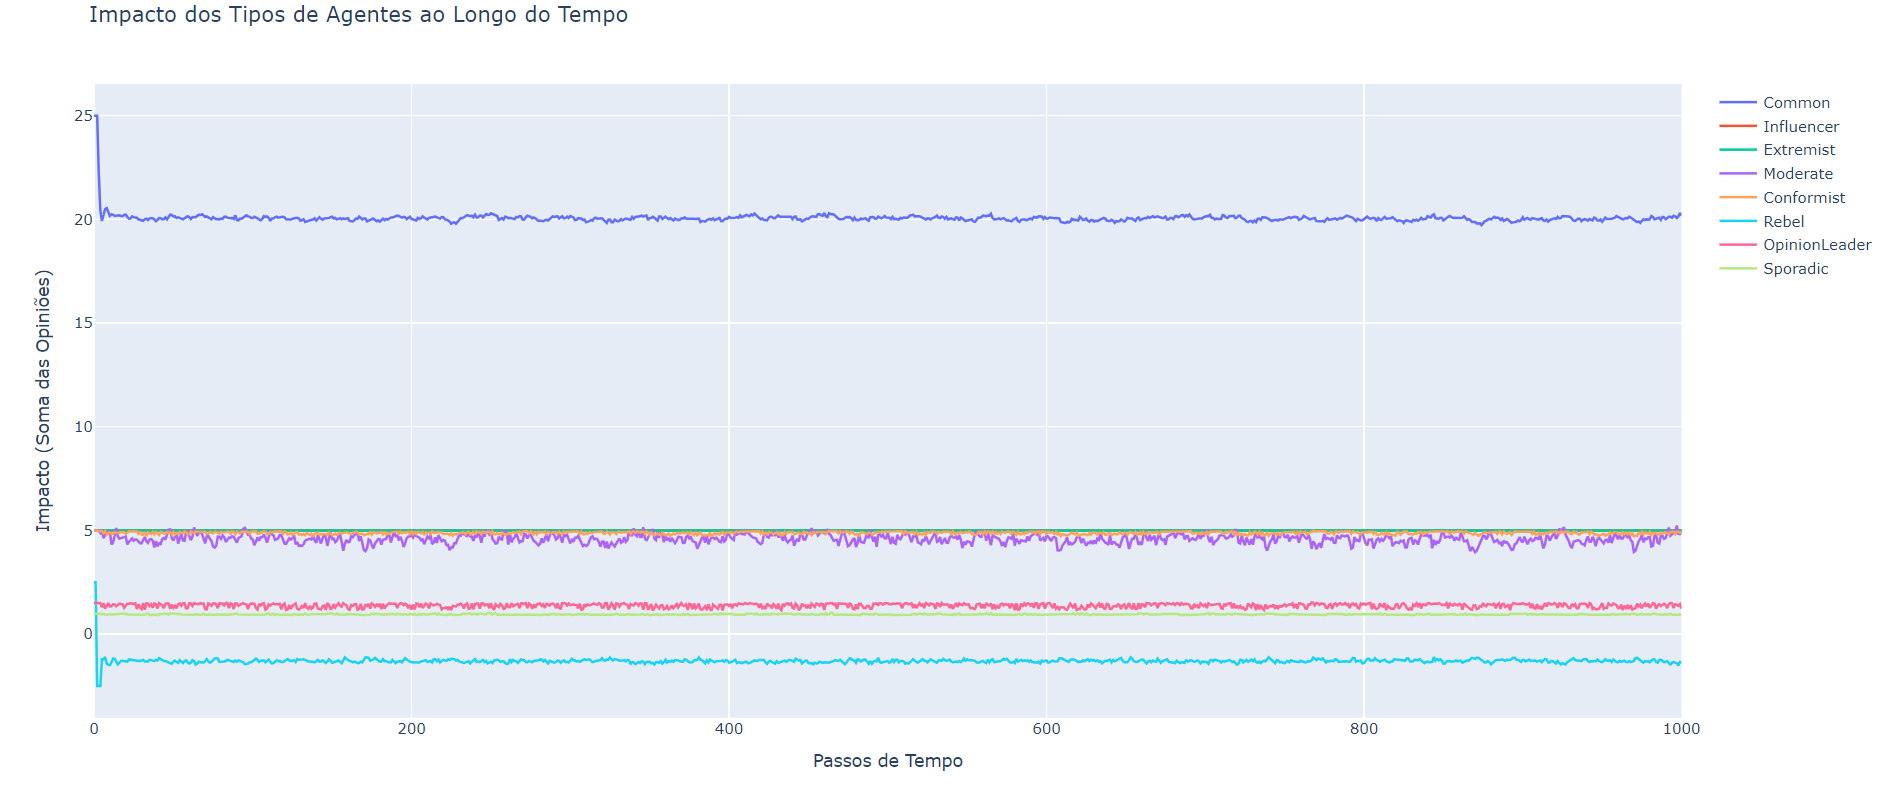 Impacto dos Tipos de Agentes ao Longo do Tempo
Impacto (Soma das Opiniões)
25
20
15
10
5
0
0
200
400
600
800
1000
Passos de Tempo
Common
Influencer
Extremist
Moderate
Conformist
Rebel
OpinionLeader
Sporadic